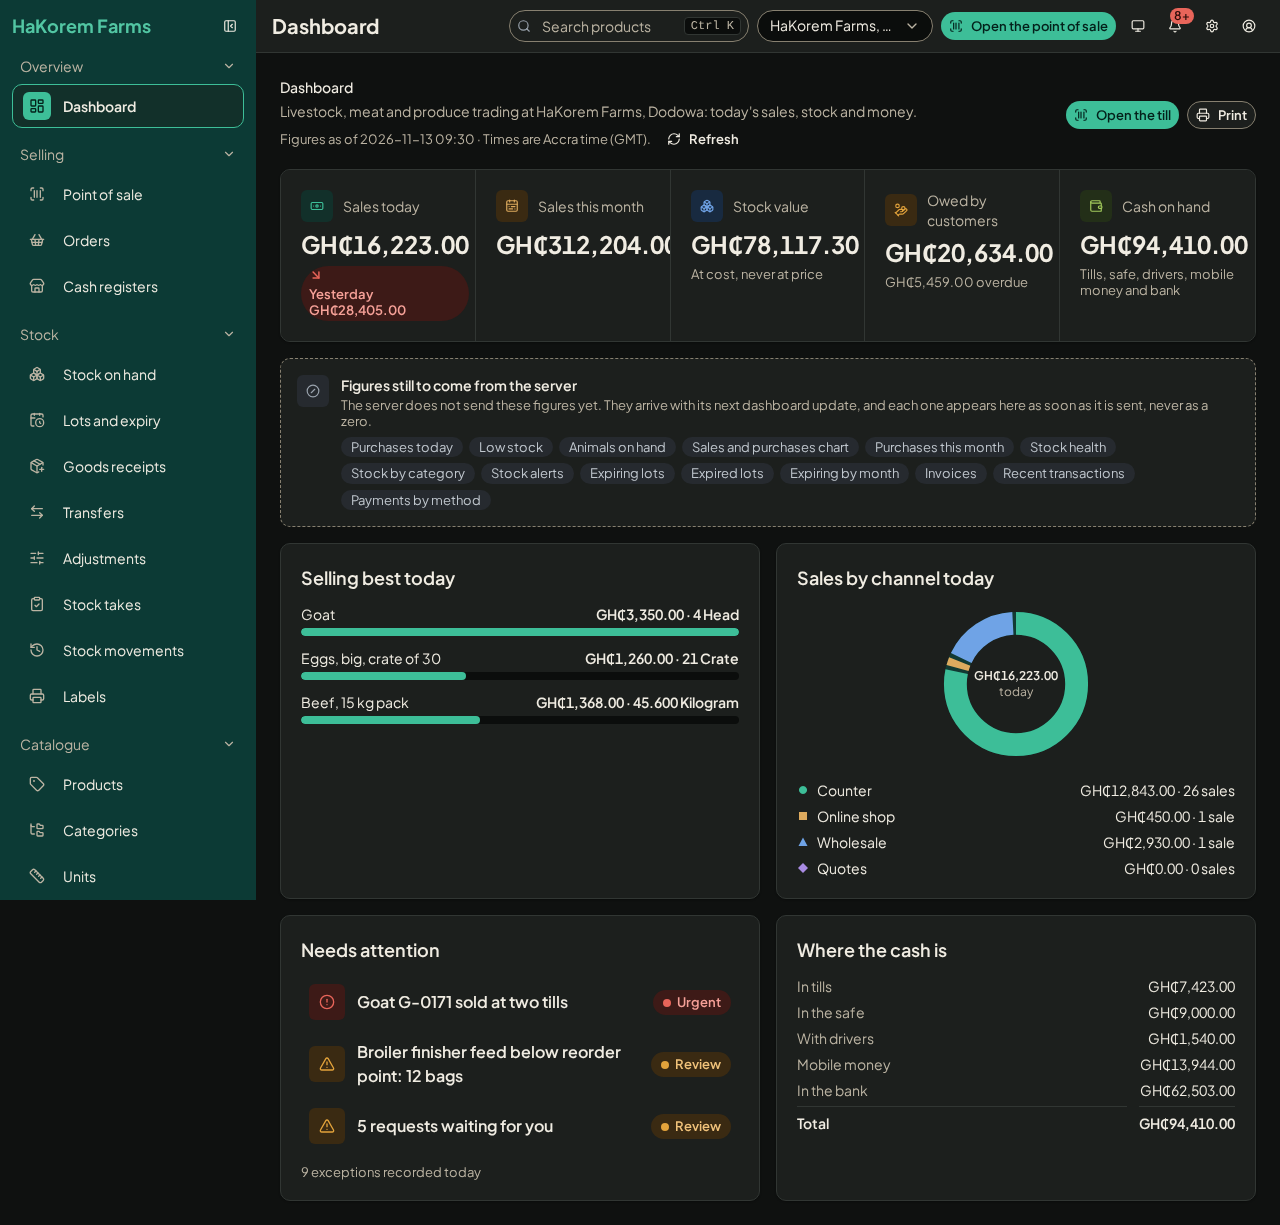 HaKorem Farms
Overview
Dashboard
Selling
Point of sale
Orders
Cash registers
Stock
Stock on hand
Lots and expiry
Goods receipts
Transfers
Adjustments
Stock takes
Stock movements
Labels
Catalogue
Products
Categories
Units
Dashboard
Search products
Ctrl K
HaKorem Farms, ...
Open the point of sale
8+
Dashboard
Livestock, meat and produce trading at HaKorem Farms, Dodowa: today's sales, stock and money.
Figures as of 2026-11-13 09:30 · Times are Accra time (GMT).
Refresh
Open the till
Print
Sales today
GH₵16,223.00
Yesterday
GH₵28,405.00
Sales this month
GH₵312,204.00
Stock value
GH₵78,117.30
At cost, never at price
Owed by
customers
GH₵20,634.00
GH₵5,459.00 overdue
Cash on hand
GH₵94,410.00
Tills, safe, drivers, mobile
money and bank
Figures still to come from the server
The server does not send these figures yet. They arrive with its next dashboard update, and each one appears here as soon as it is sent, never as a
zero.
Purchases today
Low stock
Animals on hand
Sales and purchases chart
Purchases this month
Stock health
Stock by category
Stock alerts
Expiring lots
Expired lots
Expiring by month
Invoices
Recent transactions
Payments by method
Selling best today
Goat
GH₵3,350.00 · 4 Head
Eggs, big, crate of 30
GH₵1,260.00 · 21 Crate
Beef, 15 kg pack
GH₵1,368.00 · 45.600 Kilogram
Sales by channel today
GH₵16,223.00
today
Counter
GH₵12,843.00 · 26 sales
Online shop
GH₵450.00 · 1 sale
Wholesale
GH₵2,930.00 · 1 sale
Quotes
GH₵0.00 · 0 sales
Needs attention
Goat G-0171 sold at two tills
Urgent
Broiler finisher feed below reorder
point: 12 bags
Review
5 requests waiting for you
Review
9 exceptions recorded today
Where the cash is
In tills
GH₵7,423.00
In the safe
GH₵9,000.00
With drivers
GH₵1,540.00
Mobile money
GH₵13,944.00
In the bank
GH₵62,503.00
Total
GH₵94,410.00